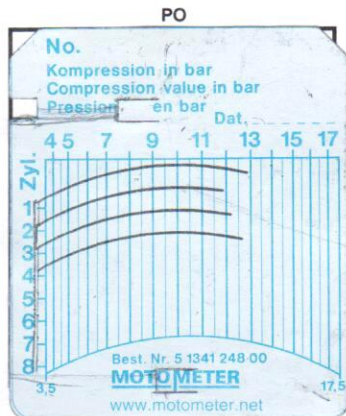 PO
No.
Kompression in bar
Compression value in bar
Pression en bar
Dat.
4 5 7 9 11 13 15 17
Zyl.
1
2
3
4
5
6
7
8
3,5 17,5
Best. Nr. 5 1341 248-00
MOTOMETER
www.motometer.net